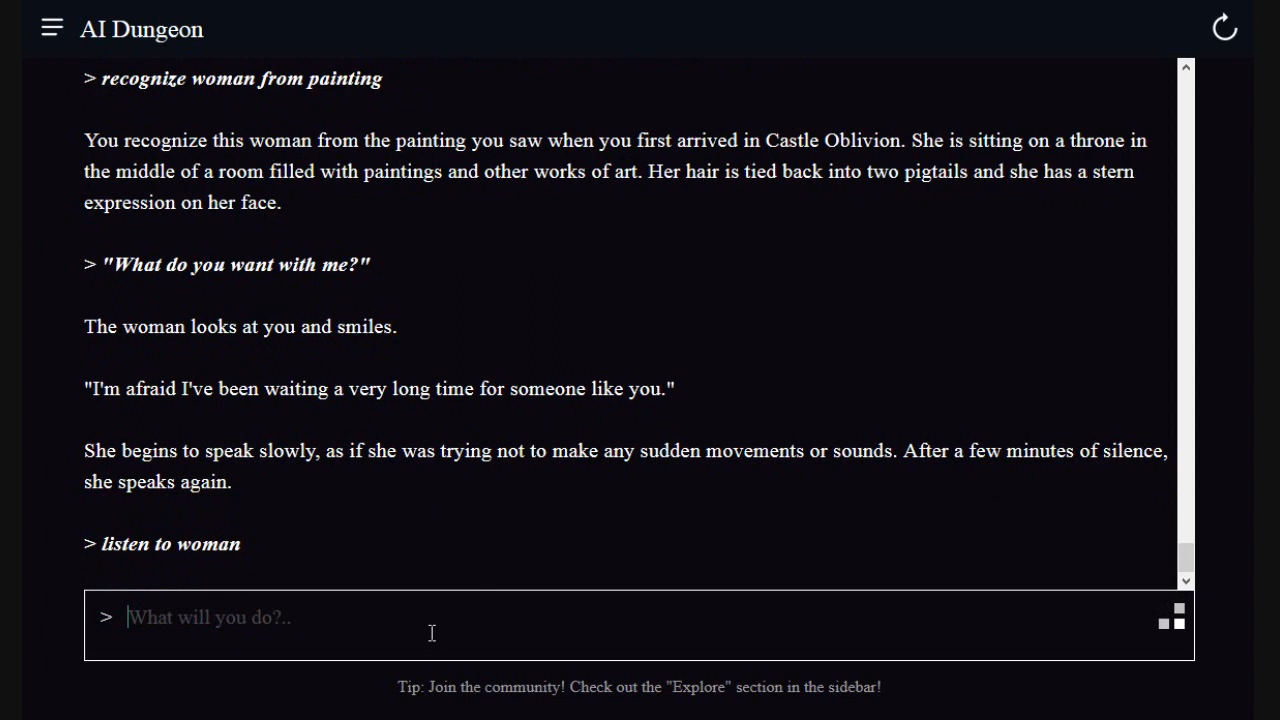 AI Dungeon
> recognize woman from painting
You recognize this woman from the painting you saw when you first arrived in Castle Oblivion. She is sitting on a throne in
the middle of a room filled with paintings and other works of art. Her hair is tied back into two pigtails and she has a stern
expression on her face.
> "What do you want with me?"
The woman looks at you and smiles.
"I'm afraid I've been waiting a very long time for someone like you."
She begins to speak slowly, as if she was trying not to make any sudden movements or sounds. After a few minutes of silence,
she speaks again.
> listen to woman
> What will you do?..
Tip: Join the community! Check out the "Explore" section in the sidebar!